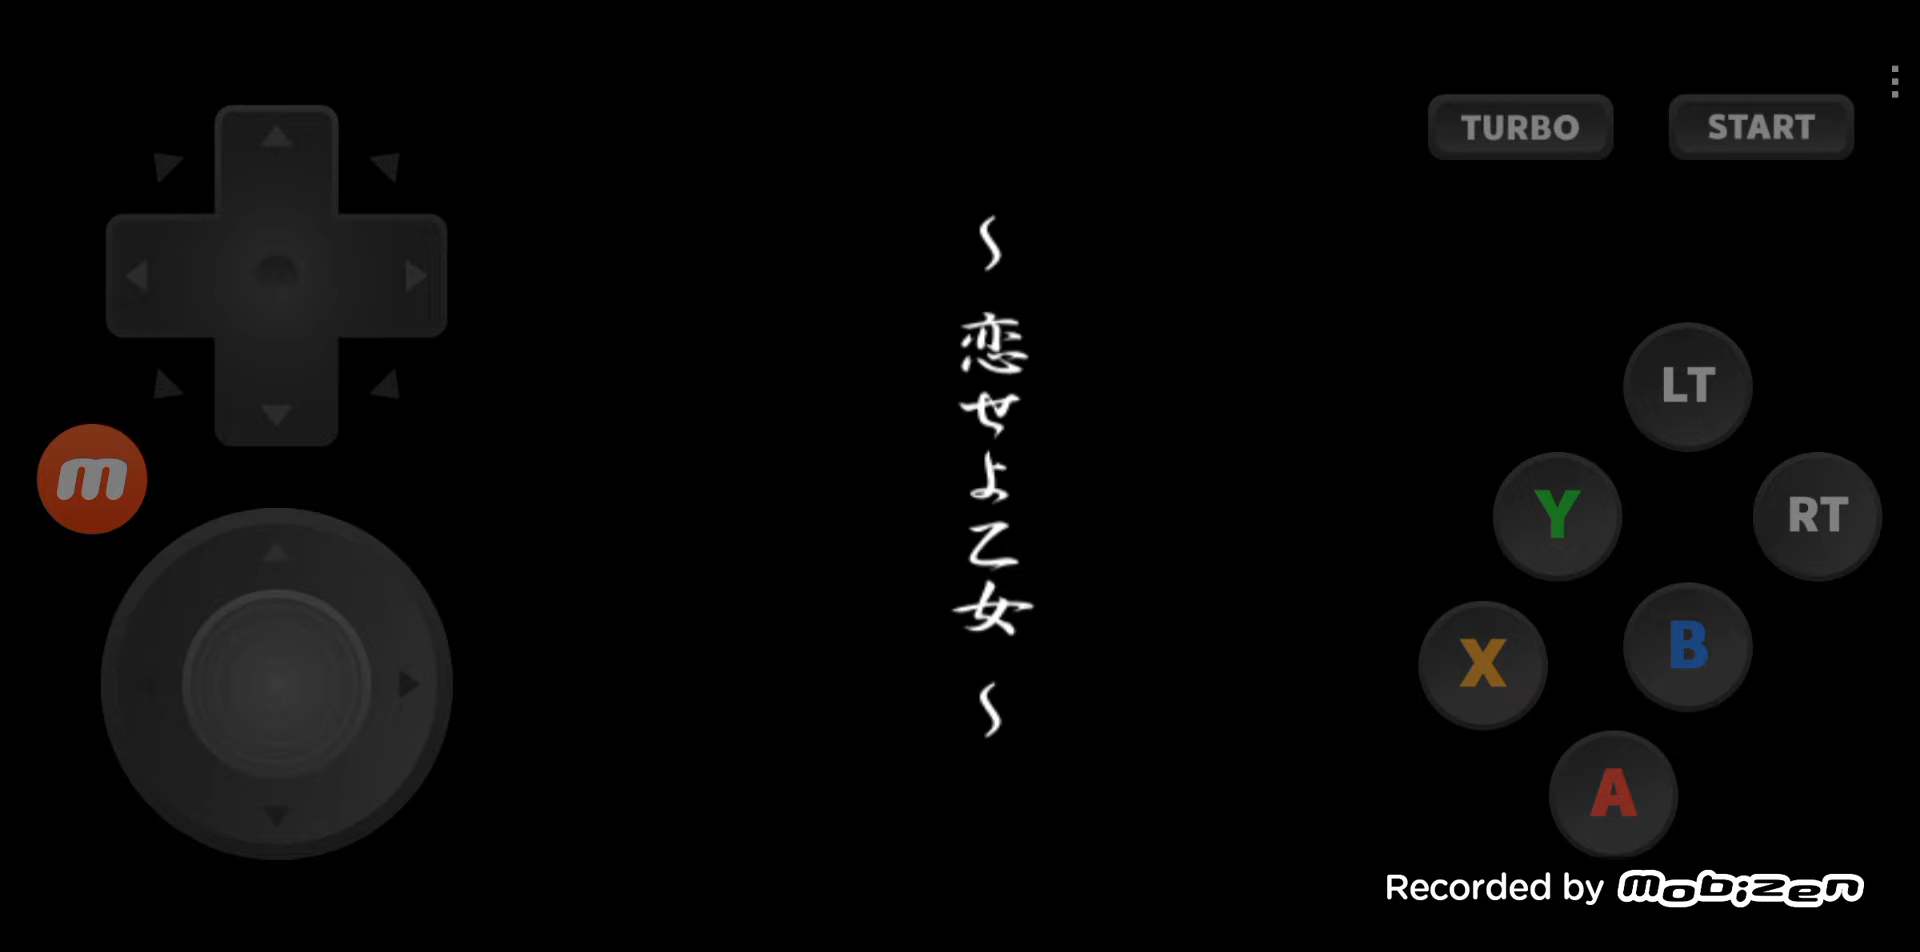 TURBO
START
～恋せよ乙女～
LT
Y
RT
X
B
A
m
Recorded by mobizen